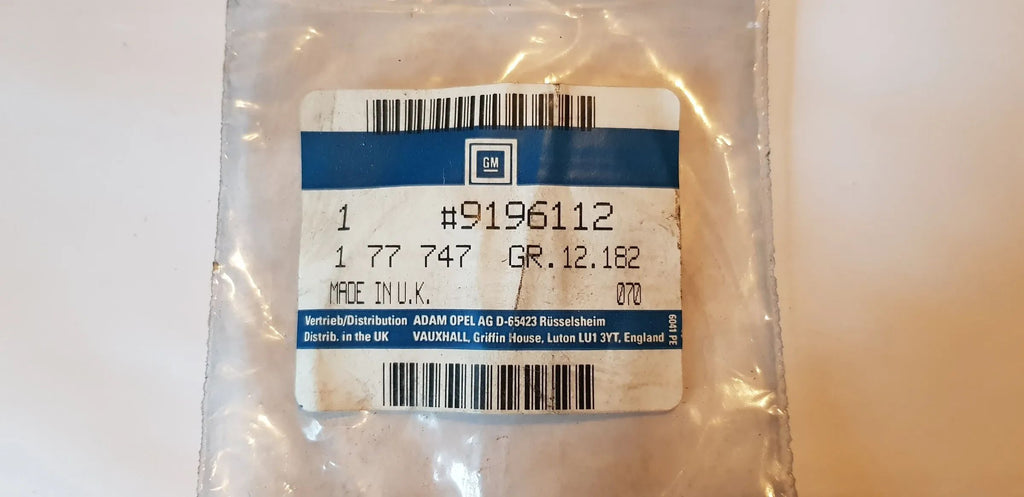 GM
1 #9196112
1 77 747 GR.12.182
MADE IN U.K. 070
Vertrieb/Distribution ADAM OPEL AG D-65423 Rüsselsheim
Distrib. in the UK VAUXHALL, Griffin House, Luton LU1 3YT, England
6041 PE